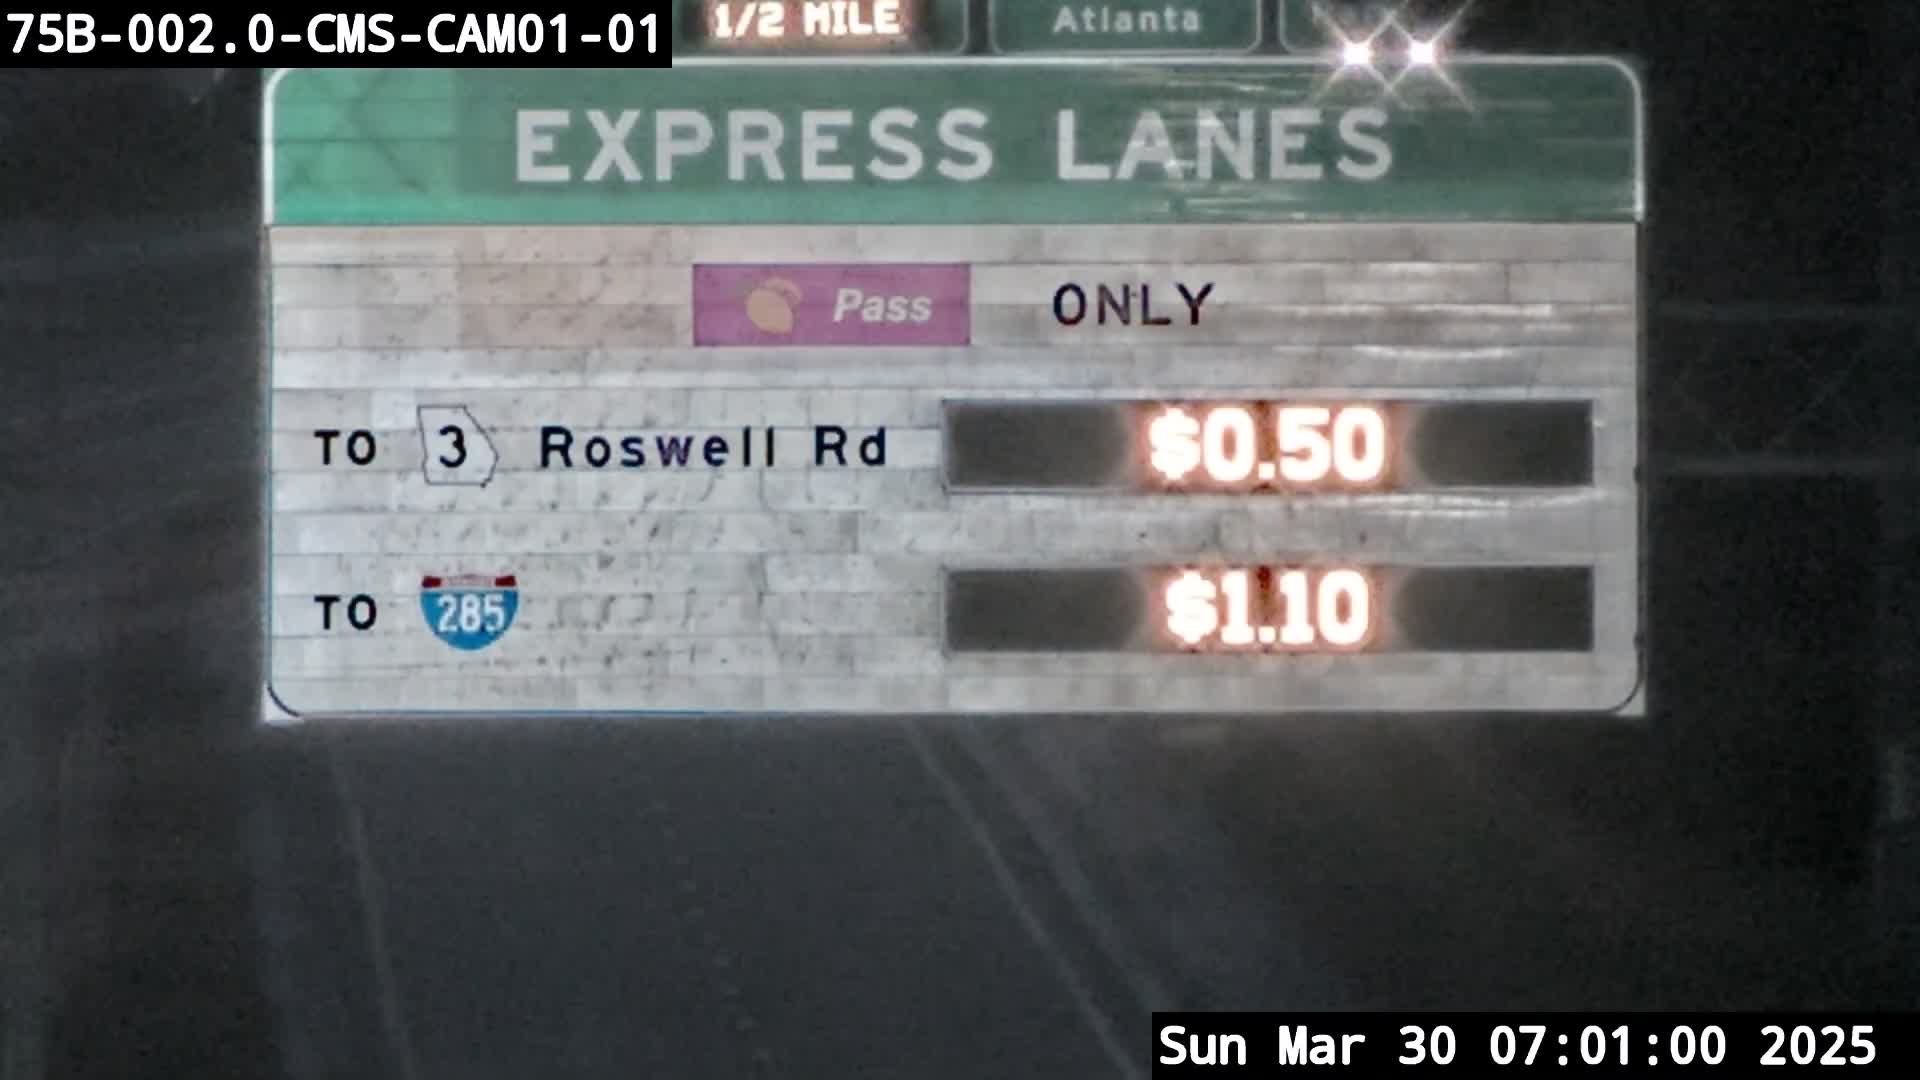 75B-002.0-CMS-CAM01-01
1/2 MILE
Atlanta
EXPRESS LANES
Pass ONLY
TO 3 Roswell Rd $0.50
TO 285 $1.10
Sun Mar 30 07:01:00 2025